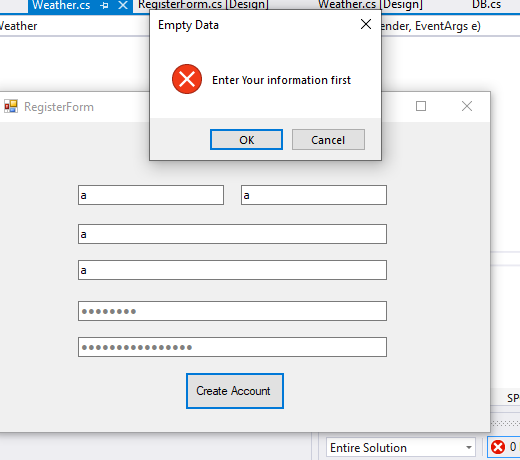 Weather.cs
RegisterForm.cs [Design]
Weather.cs [Design]
DB.cs
Weather
Empty Data
ender, EventArgs e)
Enter Your information first
RegisterForm
OK
Cancel
a
a
a
a
●●●●●●●●
●●●●●●●●●●●●●●●●
Create Account
SP
Entire Solution
0